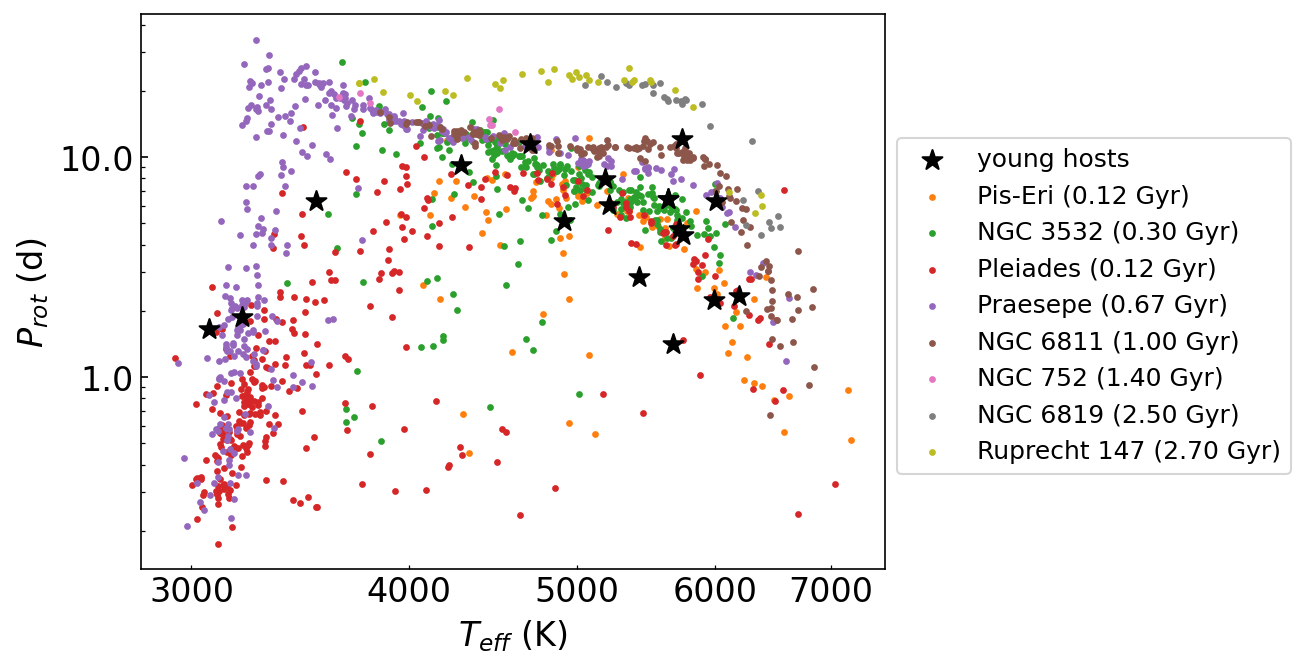 10.0
1.0
P_rot (d)
3000 4000 5000 6000 7000
T_eff (K)
young hosts
Pis-Eri (0.12 Gyr)
NGC 3532 (0.30 Gyr)
Pleiades (0.12 Gyr)
Praesepe (0.67 Gyr)
NGC 6811 (1.00 Gyr)
NGC 752 (1.40 Gyr)
NGC 6819 (2.50 Gyr)
Ruprecht 147 (2.70 Gyr)